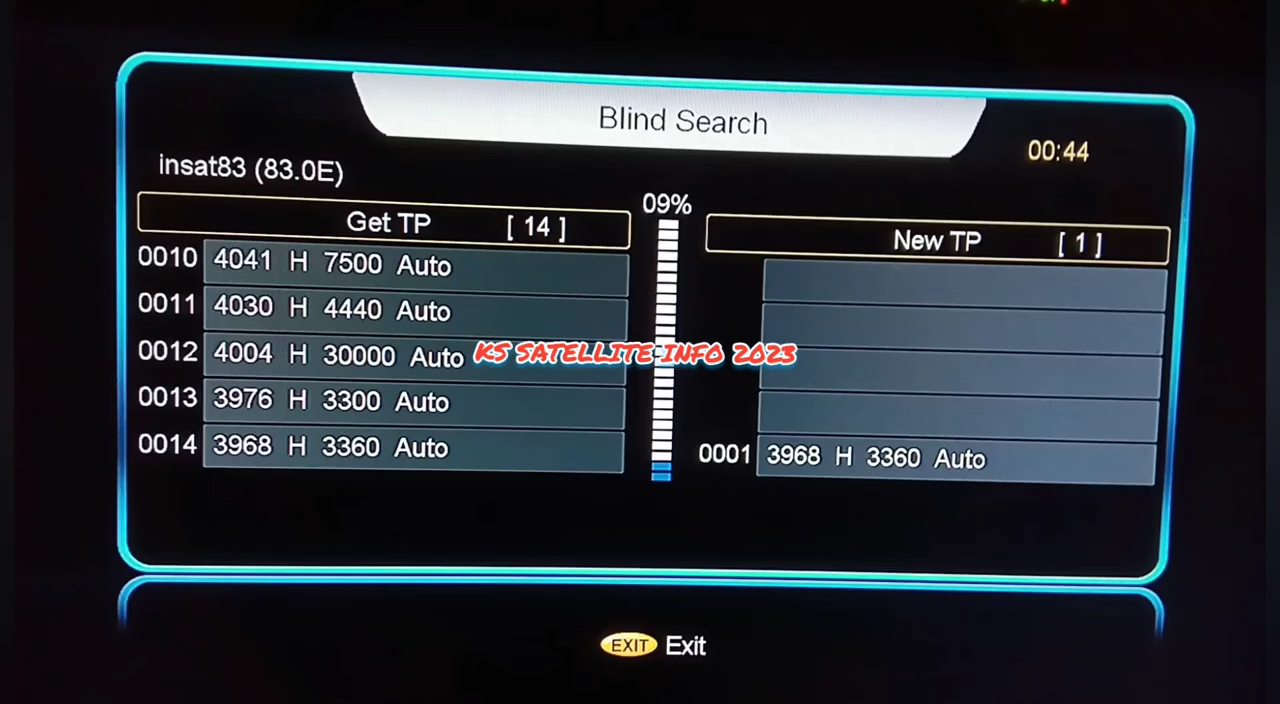 Blind Search
00:44
insat83 (83.0E)
09%
Get TP [ 14 ]
New TP [ 1 ]
0010 4041 H 7500 Auto
0011 4030 H 4440 Auto
0012 4004 H 30000 Auto
KS SATELLITE INFO 2023
0013 3976 H 3300 Auto
0014 3968 H 3360 Auto
0001 3968 H 3360 Auto
EXIT Exit